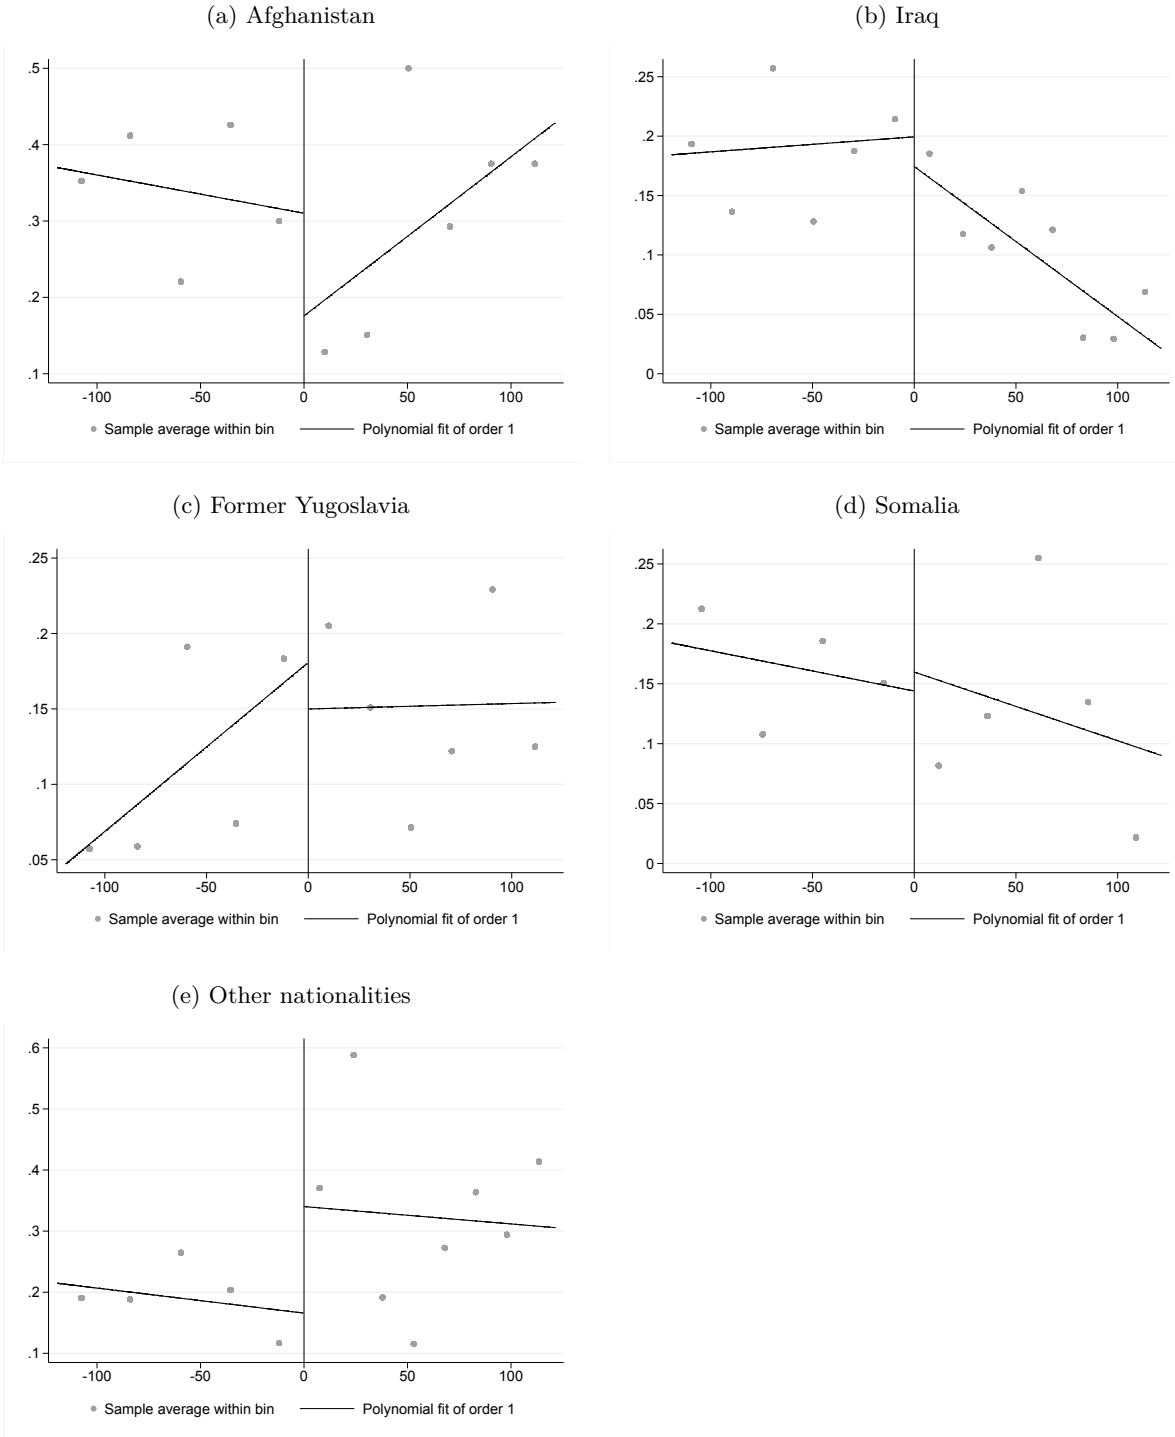 (a) Afghanistan
.5
.4
.3
.2
.1
-100 -50 0 50 100
Sample average within bin Polynomial fit of order 1
(b) Iraq
.25
.2
.15
.1
.05
0
-100 -50 0 50 100
Sample average within bin Polynomial fit of order 1
(c) Former Yugoslavia
.25
.2
.15
.1
.05
-100 -50 0 50 100
Sample average within bin Polynomial fit of order 1
(d) Somalia
.25
.2
.15
.1
.05
0
-100 -50 0 50 100
Sample average within bin Polynomial fit of order 1
(e) Other nationalities
.6
.5
.4
.3
.2
.1
-100 -50 0 50 100
Sample average within bin Polynomial fit of order 1